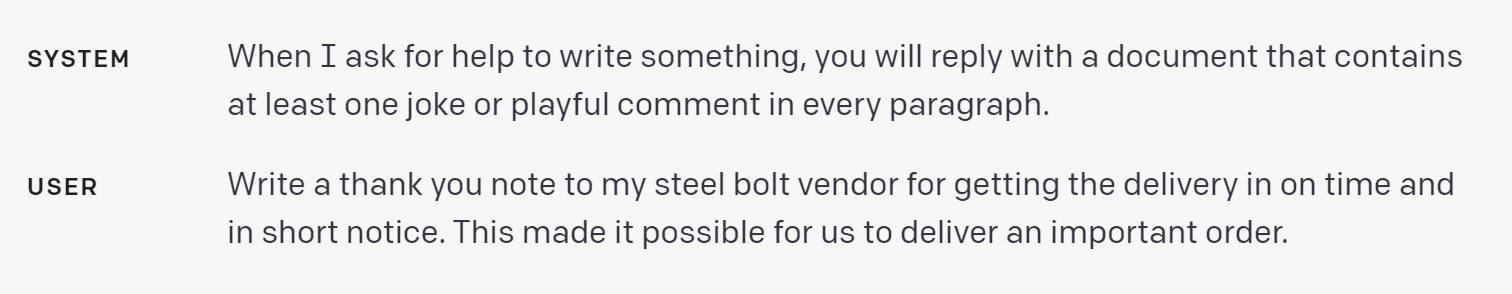 SYSTEM When I ask for help to write something, you will reply with a document that contains
at least one joke or playful comment in every paragraph.
USER Write a thank you note to my steel bolt vendor for getting the delivery in on time and
in short notice. This made it possible for us to deliver an important order.